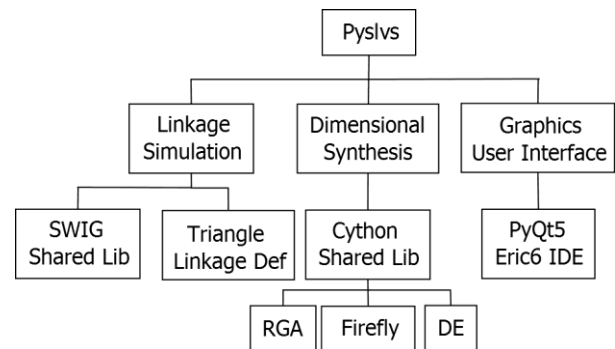 Pyslvs
Linkage
Simulation
Dimensional
Synthesis
Graphics
User Interface
SWIG
Shared Lib
Triangle
Linkage Def
Cython
Shared Lib
PyQt5
Eric6 IDE
RGA
Firefly
DE